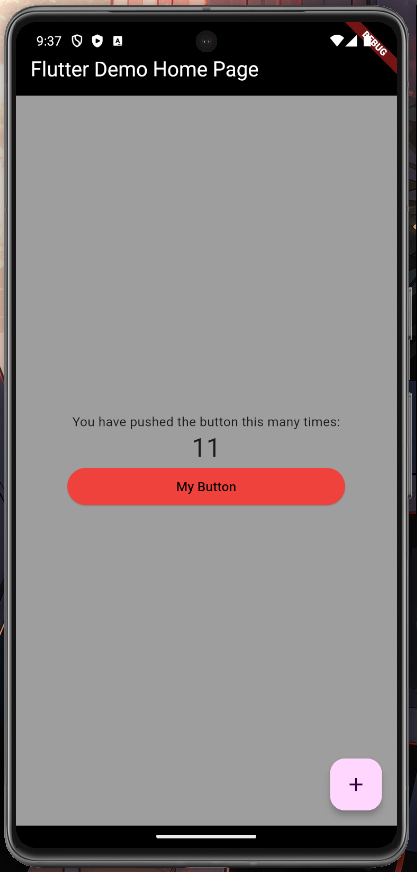 9:37
DEBUG
Flutter Demo Home Page
You have pushed the button this many times:
11
My Button
+